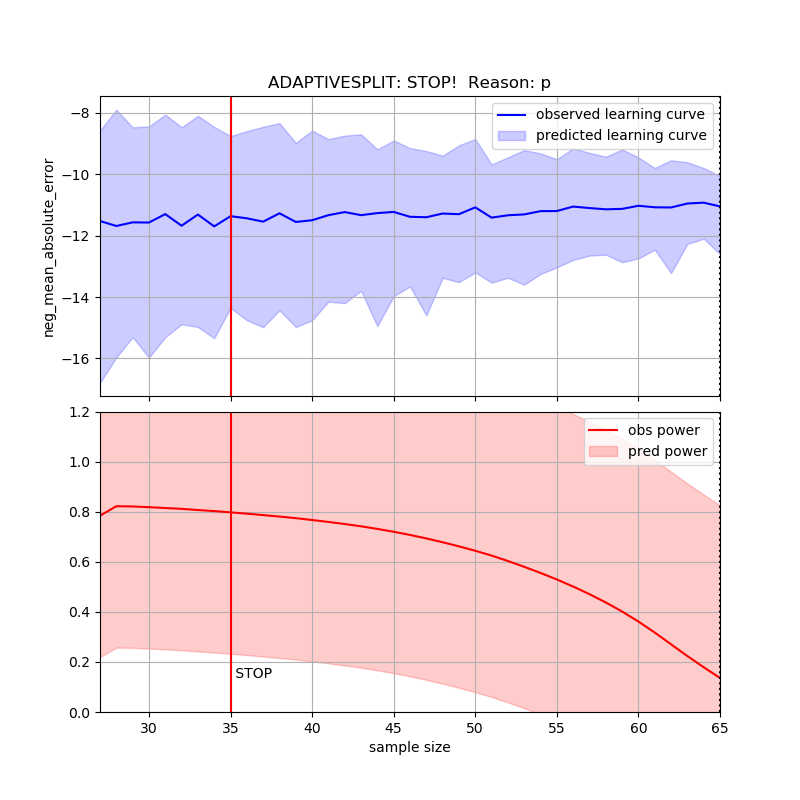 ADAPTIVESPLIT: STOP!  Reason: p
neg_mean_absolute_error
−8
−10
−12
−14
−16
observed learning curve
predicted learning curve
1.2
1.0
0.8
0.6
0.4
0.2
0.0
obs power
pred power
STOP
30
35
40
45
50
55
60
65
sample size